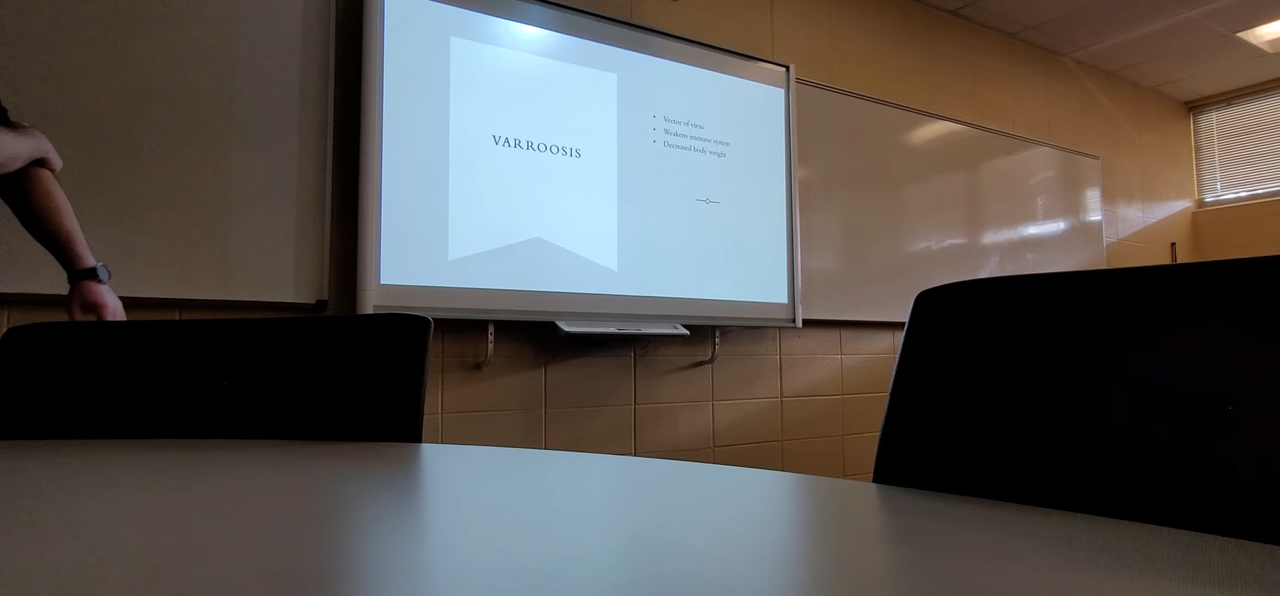 VARROOSIS
• Vector of virus
• Weakens immune system
• Decreased body weight